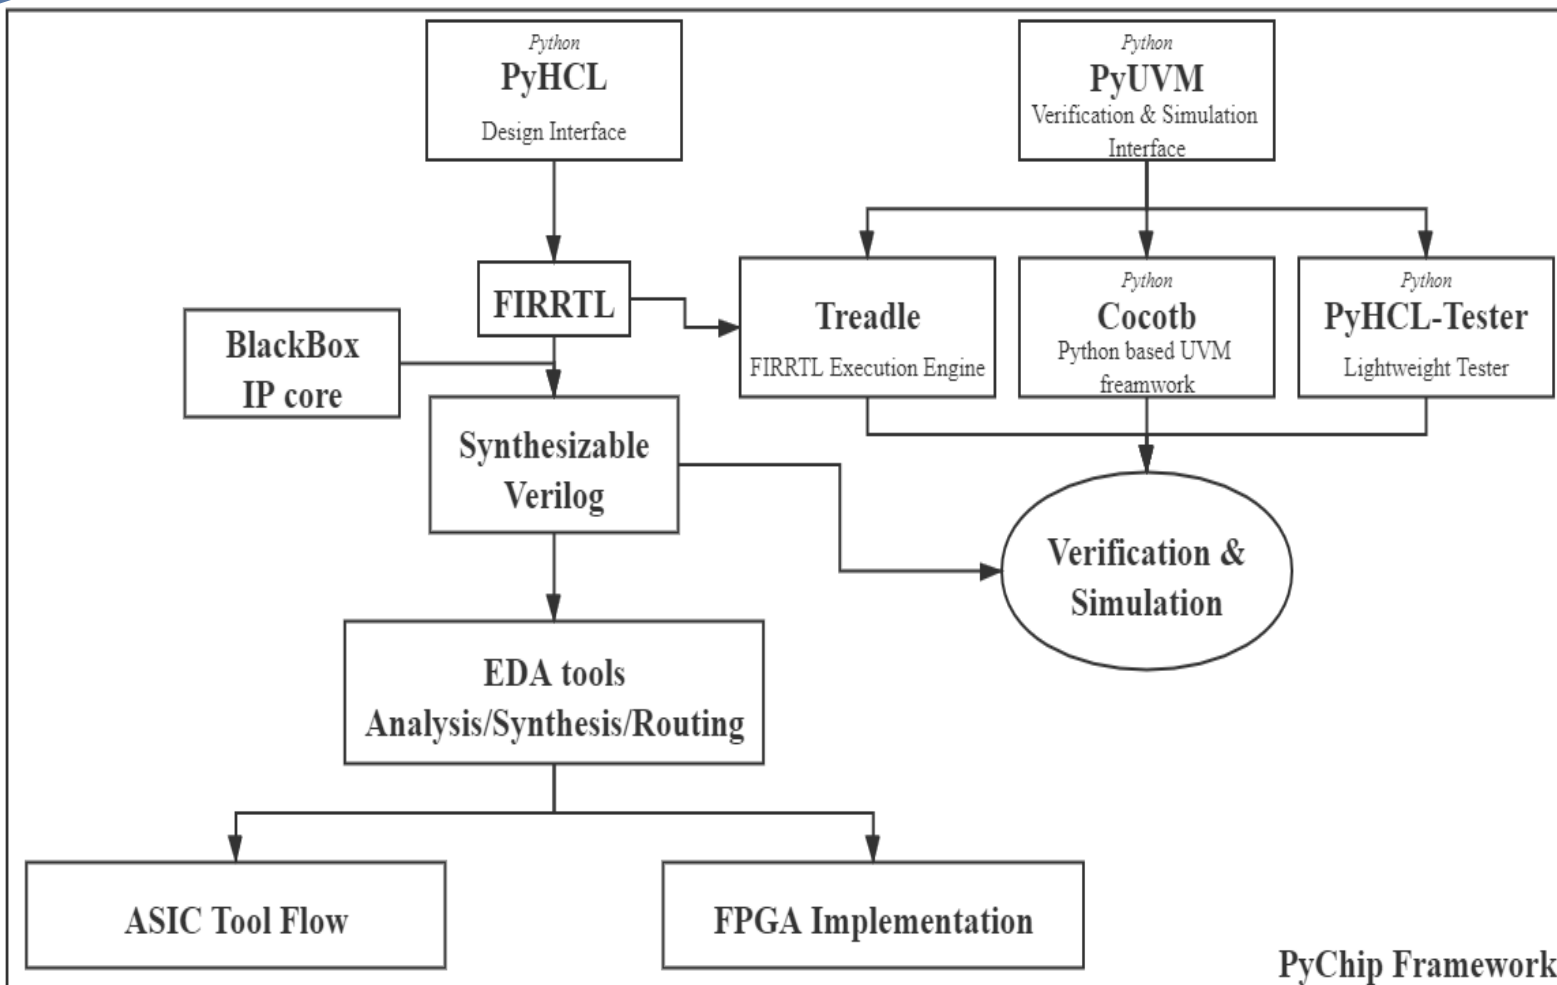 Python
PyHCL
Design Interface
Python
PyUVM
Verification & Simulation
Interface
FIRRTL
BlackBox
IP core
Treadle
FIRRTL Execution Engine
Python
Cocotb
Python based UVM
freamwork
Python
PyHCL-Tester
Lightweight Tester
Synthesizable
Verilog
Verification &
Simulation
EDA tools
Analysis/Synthesis/Routing
ASIC Tool Flow
FPGA Implementation
PyChip Framework